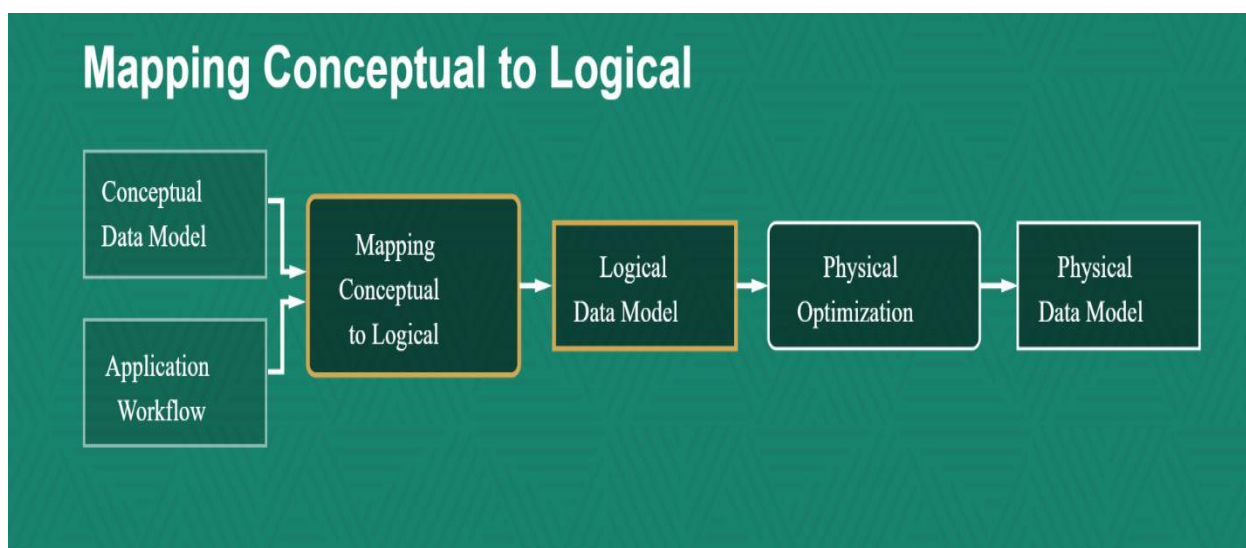 Mapping Conceptual to Logical
Conceptual
Data Model
Application
Workflow
Mapping
Conceptual
to Logical
Logical
Data Model
Physical
Optimization
Physical
Data Model